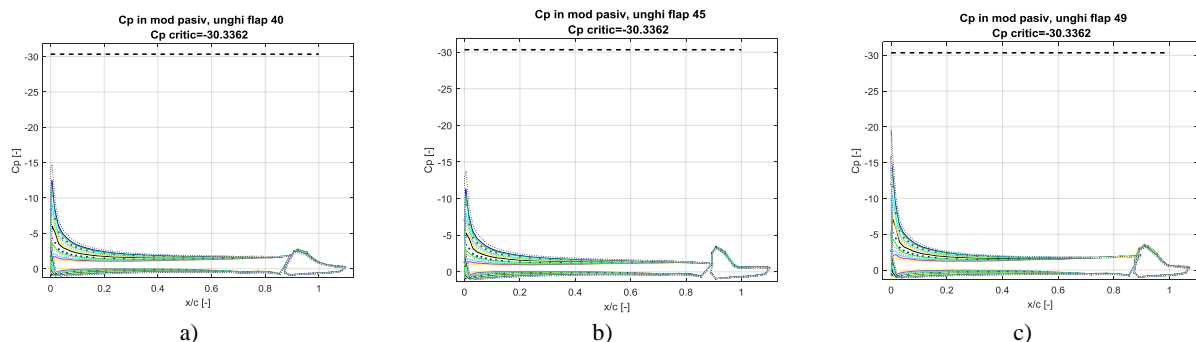 Cp in mod pasiv, unghi flap 40
Cp critic=-30.3362
-30
-25
-20
-15
-10
-5
0
Cp [-]
0 0.2 0.4 0.6 0.8 1
x/c [-]
a)
Cp in mod pasiv, unghi flap 45
Cp critic=-30.3362
-30
-25
-20
-15
-10
-5
0
Cp [-]
0 0.2 0.4 0.6 0.8 1
x/c [-]
b)
Cp in mod pasiv, unghi flap 49
Cp critic=-30.3362
-30
-25
-20
-15
-10
-5
0
Cp [-]
0 0.2 0.4 0.6 0.8 1
x/c [-]
c)